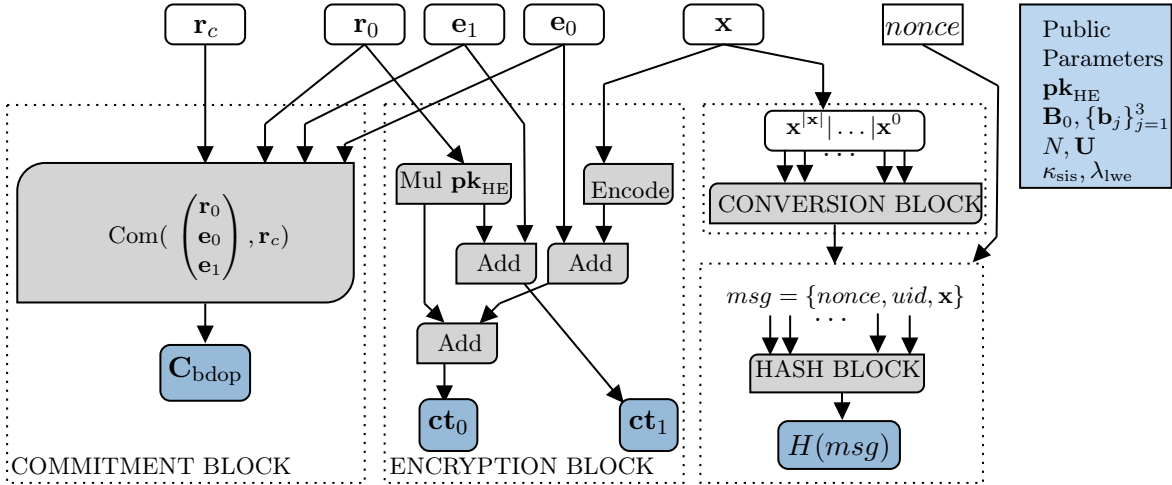 r_c r_0 e_1 e_0 x nonce
Public
Parameters
pk_HE
B_0, {b_j}^3_{j=1}
N, U
κ_sis, λ_lwe
x^{|x|}| . . . |x^0
. . .
Mul pk_HE
Encode
CONVERSION BLOCK
Com( (r_0 e_0 e_1) , r_c)
Add Add
msg = {nonce, uid, x}
. . .
Add
HASH BLOCK
C_bdop
ct_0 ct_1
H(msg)
COMMITMENT BLOCK
ENCRYPTION BLOCK